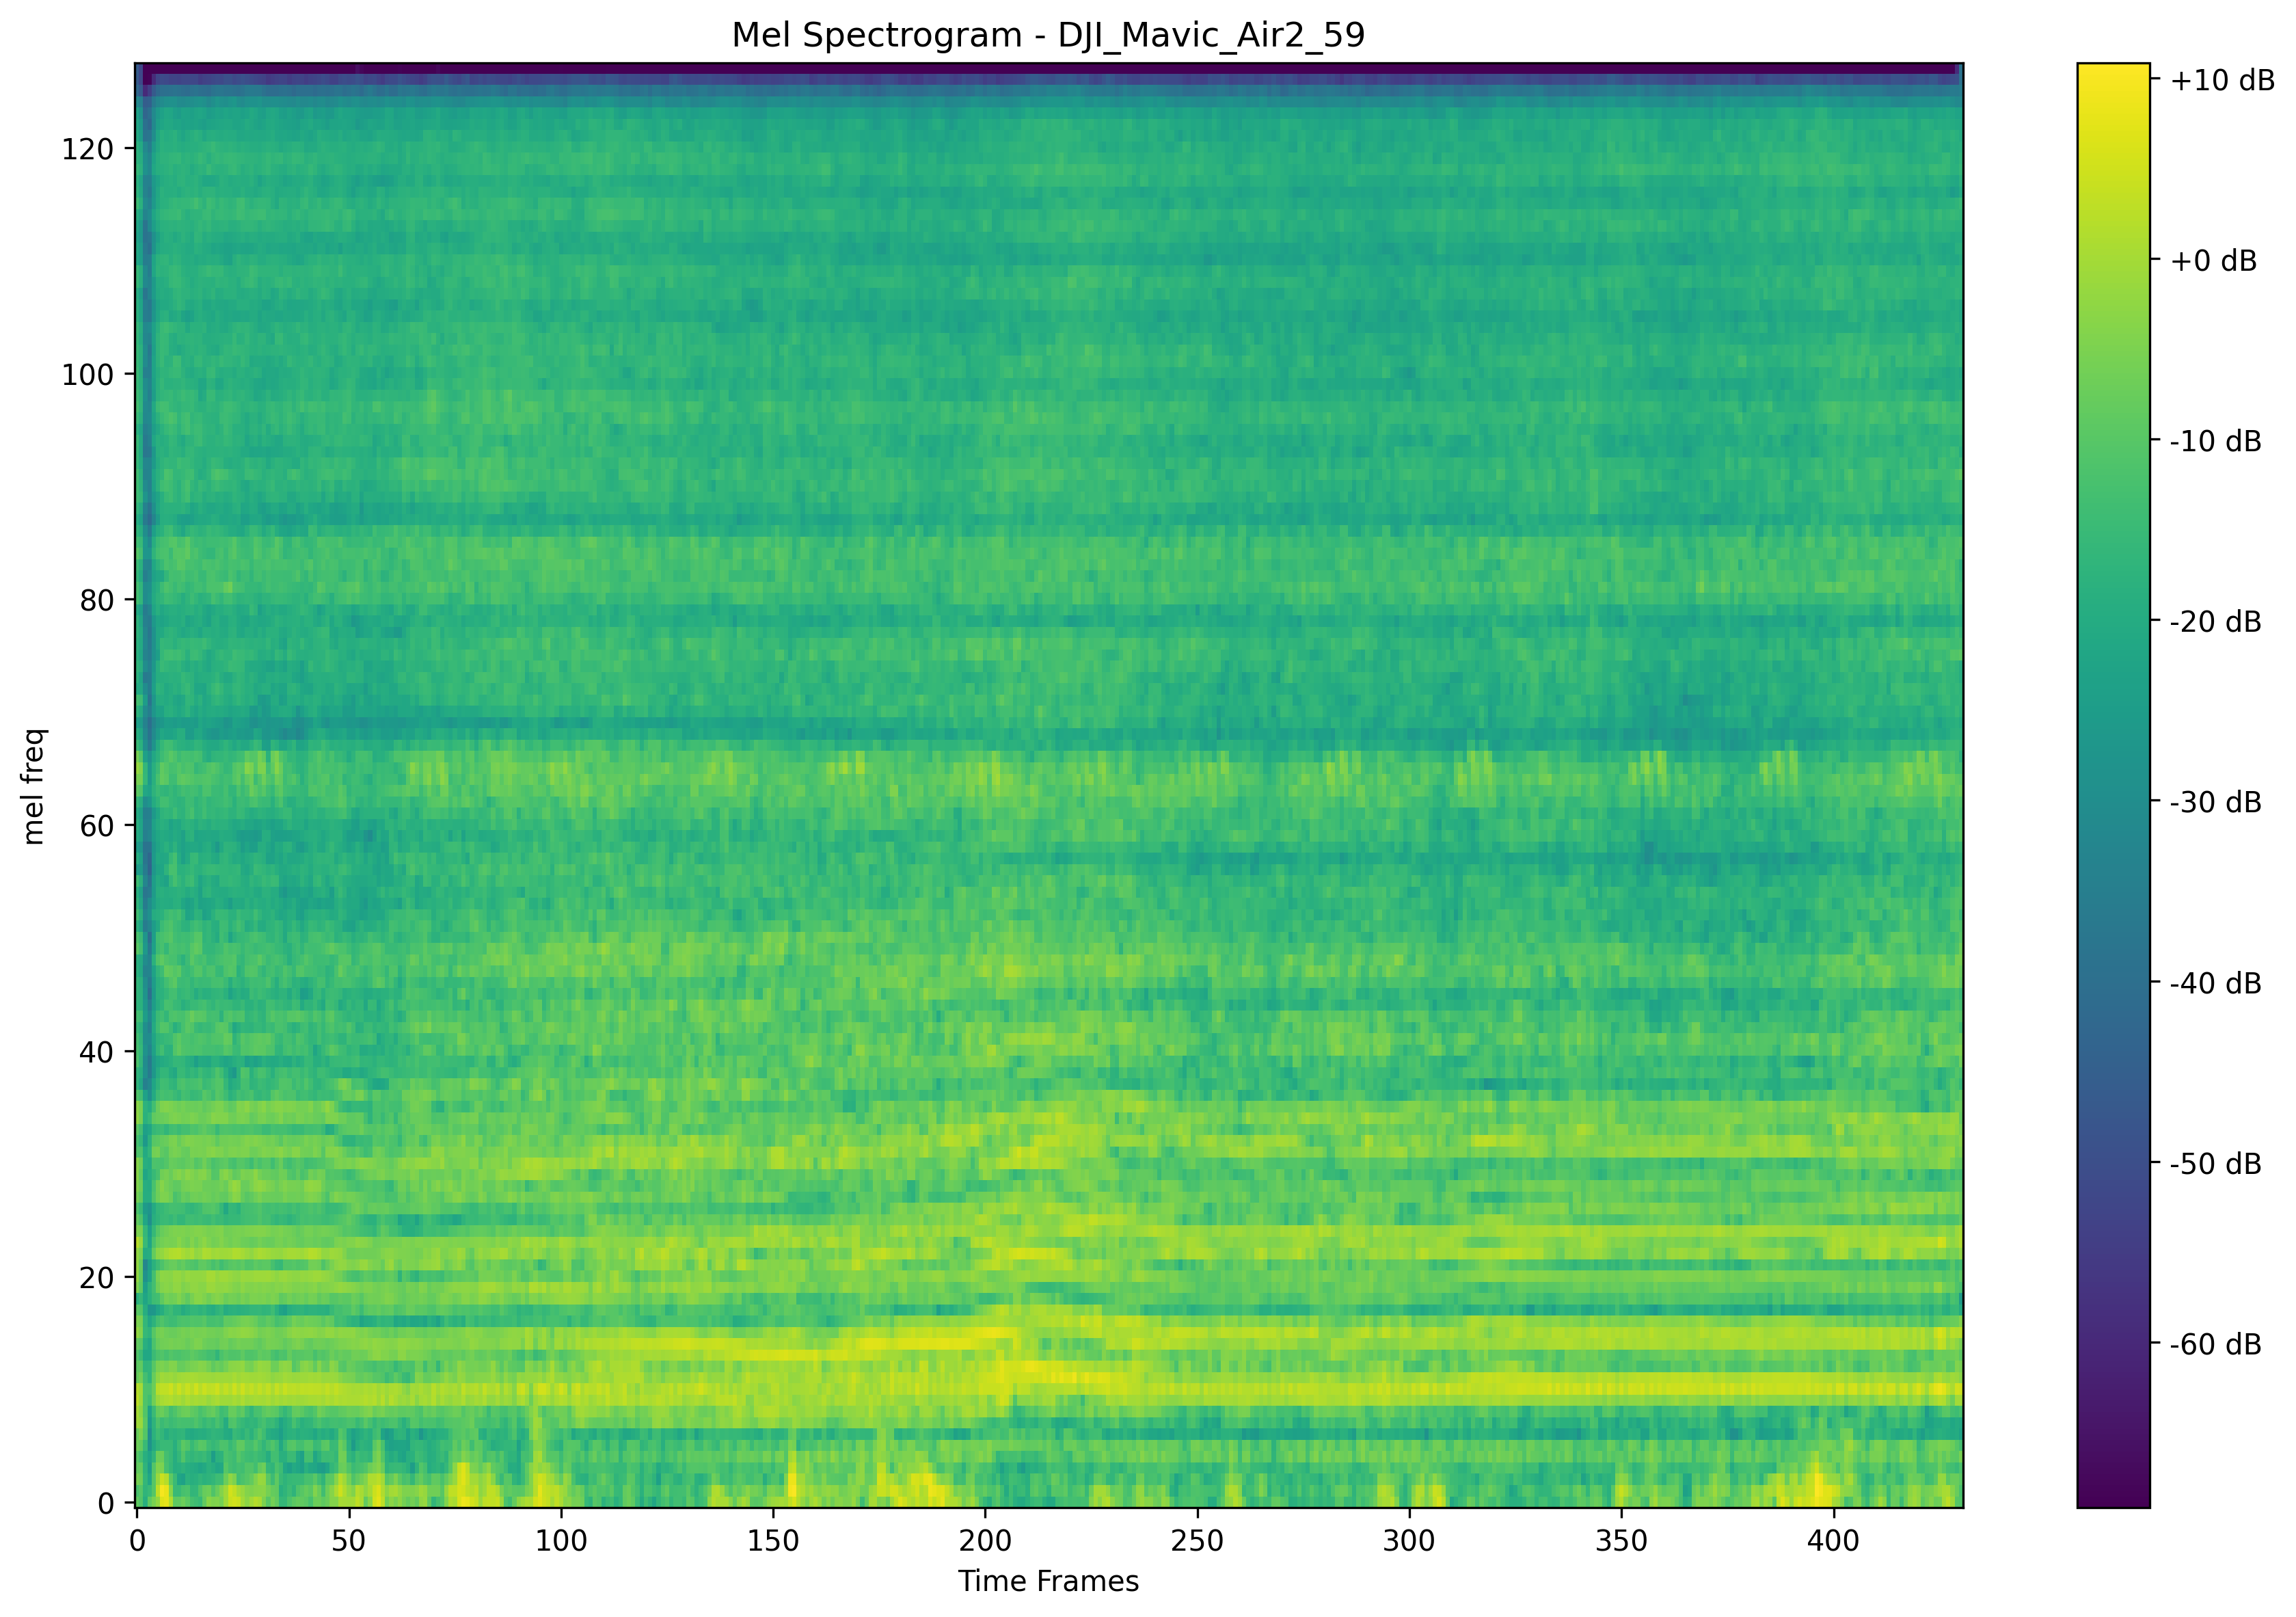 Mel Spectrogram - DJI_Mavic_Air2_59
mel freq
120
100
80
60
40
20
0
0 50 100 150 200 250 300 350 400
Time Frames
+10 dB
+0 dB
-10 dB
-20 dB
-30 dB
-40 dB
-50 dB
-60 dB